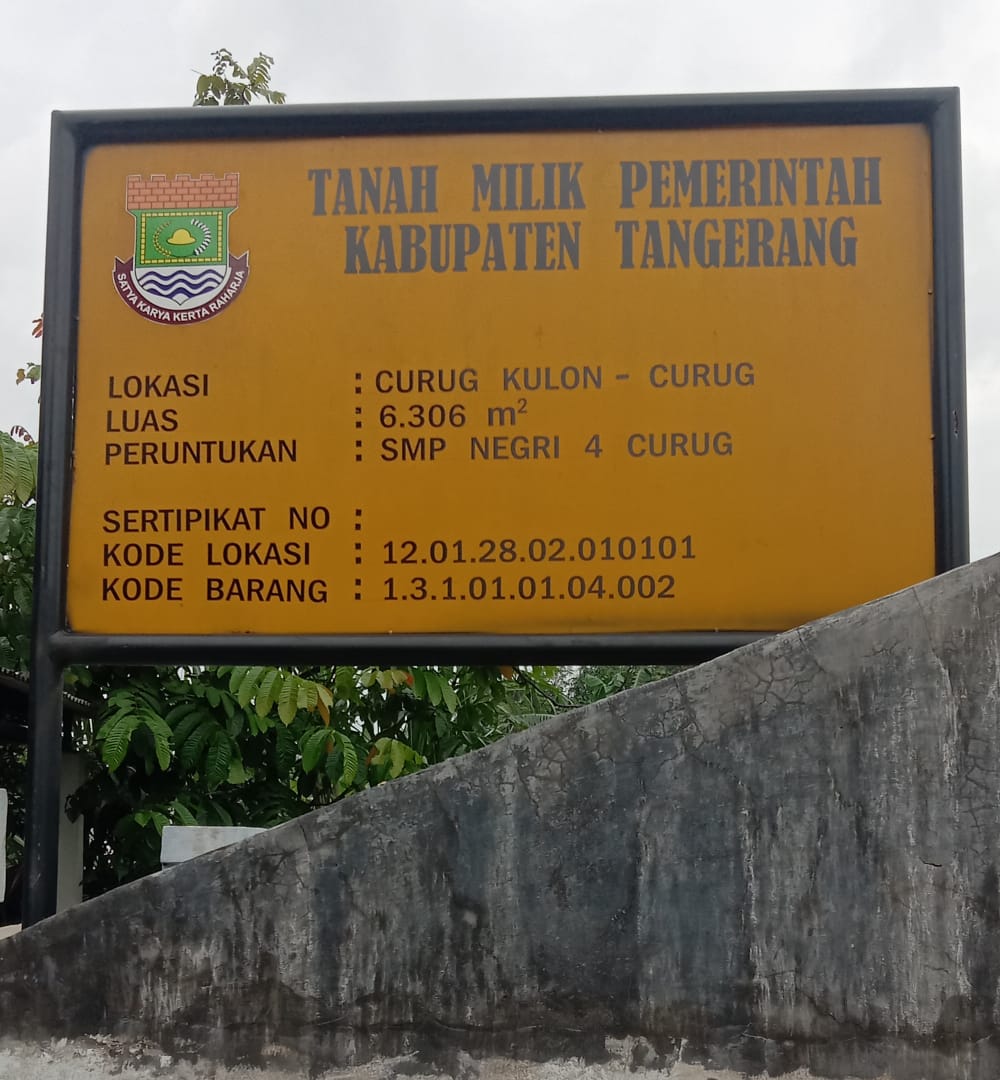 TANAH MILIK PEMERINTAH
KABUPATEN TANGERANG
SATYA KARYA KERTA RAHARJA
LOKASI : CURUG KULON - CURUG
LUAS : 6.306 m²
PERUNTUKAN : SMP NEGRI 4 CURUG
SERTIPIKAT NO :
KODE LOKASI : 12.01.28.02.010101
KODE BARANG : 1.3.1.01.01.04.002